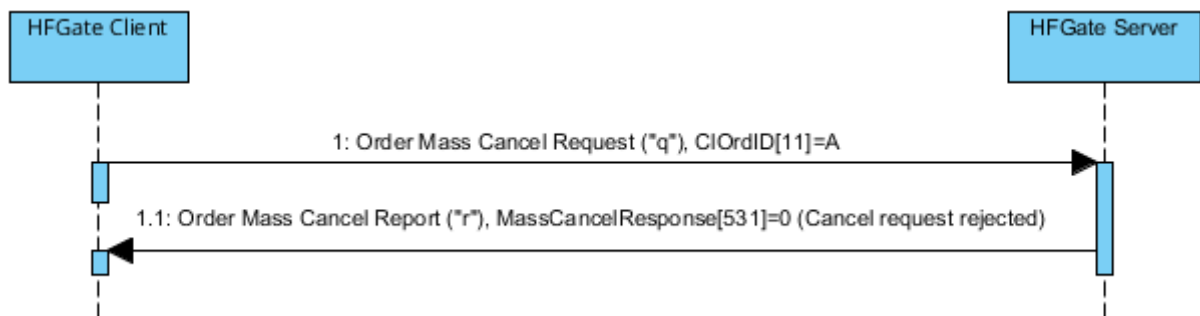 HFGate Client
HFGate Server
1: Order Mass Cancel Request ("q"), ClOrdID[11]=A
1.1: Order Mass Cancel Report ("r"), MassCancelResponse[531]=0 (Cancel request rejected)